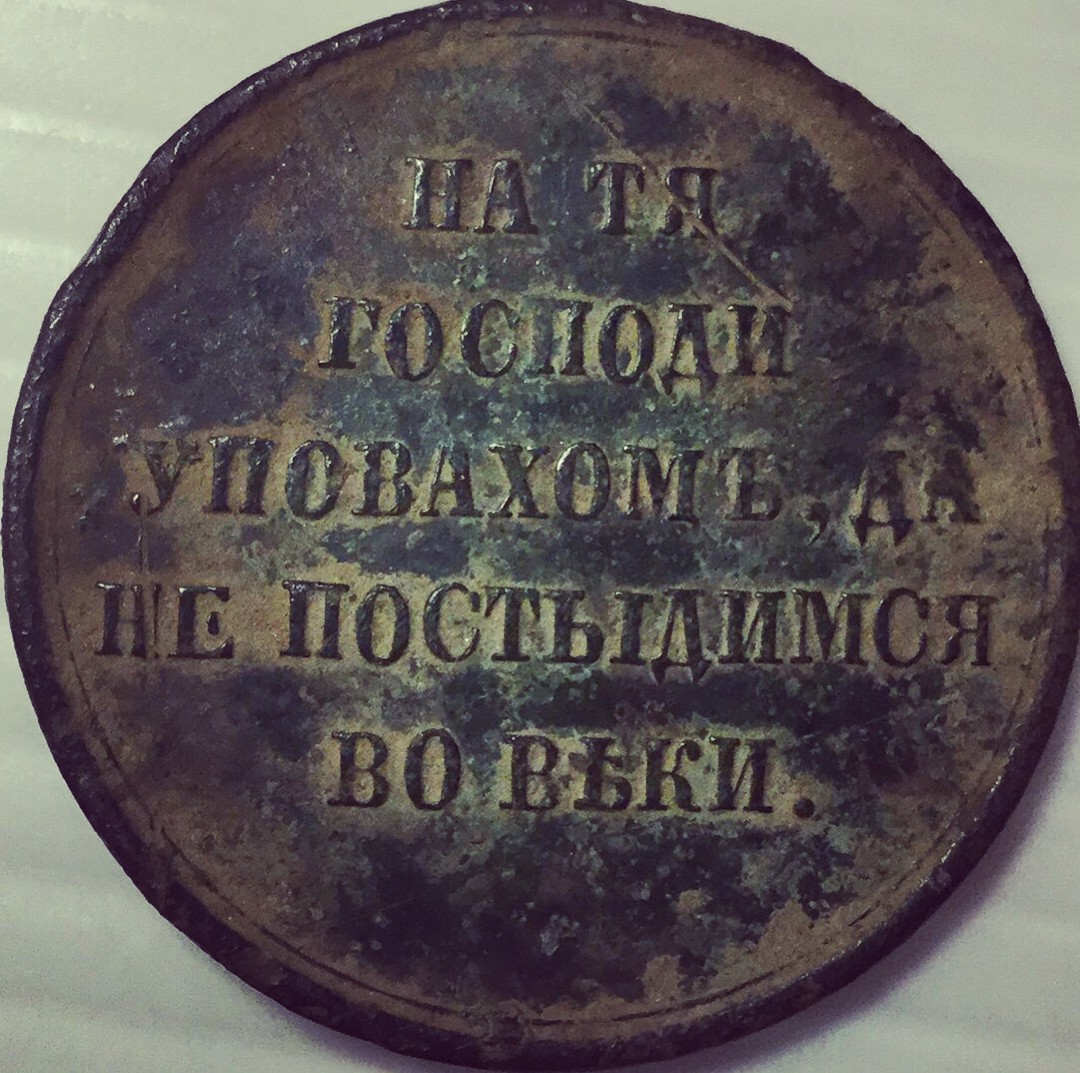 НА ТЯ
ГОСПОДИ
УПОВАХОМЪ, ДА
НЕ ПОСТЫДИМСЯ
ВО ВѢКИ.